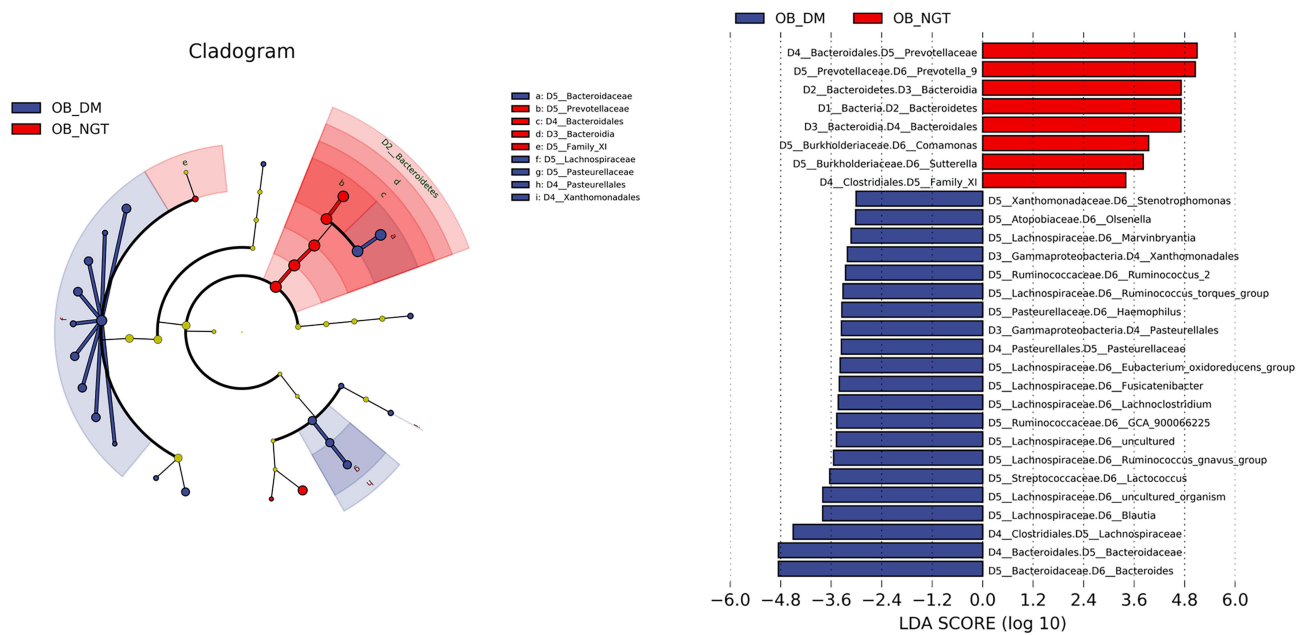 Cladogram
OB_DM
OB_NGT
a: D5__Bacteroidaceae
b: D5__Prevotellaceae
c: D4__Bacteroidales
d: D3__Bacteroidia
e: D5__Family_XI
f: D5__Lachnospiraceae
g: D5__Pasteurellaceae
h: D4__Pasteurellales
i: D4__Xanthomonadales
D2__Bacteroidetes
e
b
d
c
a
f
g
h
OB_DM OB_NGT
D4__Bacteroidales.D5__Prevotellaceae
D5__Prevotellaceae.D6__Prevotella_9
D2__Bacteroidetes.D3__Bacteroidia
D1__Bacteria.D2__Bacteroidetes
D3__Bacteroidia.D4__Bacteroidales
D5__Burkholderiaceae.D6__Comamonas
D5__Burkholderiaceae.D6__Sutterella
D4__Clostridiales.D5__Family_XI
D5__Xanthomonadaceae.D6__Stenotrophomonas
D5__Atopobiaceae.D6__Olsenella
D5__Lachnospiraceae.D6__Marvinbryantia
D3__Gammaproteobacteria.D4__Xanthomonadales
D5__Ruminococcaceae.D6__Ruminococcus_2
D5__Lachnospiraceae.D6__Ruminococcus_torques_group
D5__Pasteurellaceae.D6__Haemophilus
D3__Gammaproteobacteria.D4__Pasteurellales
D4__Pasteurellales.D5__Pasteurellaceae
D5__Lachnospiraceae.D6__Eubacterium_oxidoreducens_group
D5__Lachnospiraceae.D6__Fusicatenibacter
D5__Lachnospiraceae.D6__Lachnoclostridium
D5__Ruminococcaceae.D6__GCA_900066225
D5__Lachnospiraceae.D6__uncultured
D5__Lachnospiraceae.D6__Ruminococcus_gnavus_group
D5__Streptococcaceae.D6__Lactococcus
D5__Lachnospiraceae.D6__uncultured_organism
D5__Lachnospiraceae.D6__Blautia
D4__Clostridiales.D5__Lachnospiraceae
D4__Bacteroidales.D5__Bacteroidaceae
D5__Bacteroidaceae.D6__Bacteroides
−6.0 −4.8 −3.6 −2.4 −1.2 0.0 1.2 2.4 3.6 4.8 6.0
LDA SCORE (log 10)